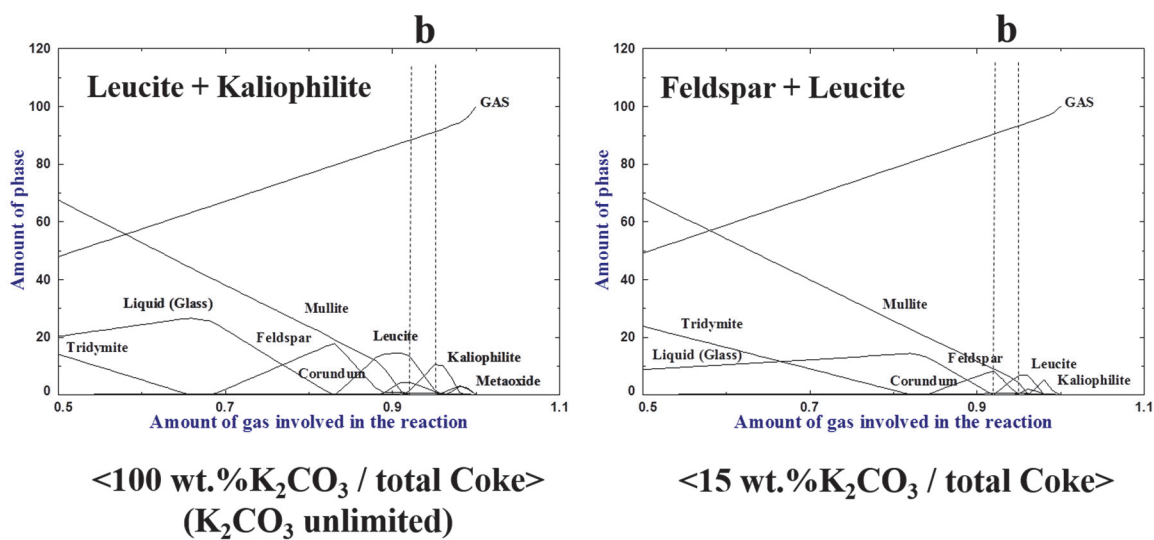 b
120
100
80
60
40
20
0
Amount of phase
Leucite + Kaliophilite
GAS
Liquid (Glass)
Tridymite
Mullite
Feldspar
Leucite
Corundum
Kaliophilite
Metaoxide
0.5
0.7
0.9
1.1
Amount of gas involved in the reaction
<100 wt.%K₂CO₃ / total Coke>
(K₂CO₃ unlimited)
b
120
100
80
60
40
20
0
Amount of phase
Feldspar + Leucite
GAS
Mullite
Tridymite
Liquid (Glass)
Feldspar
Leucite
Corundum
Kaliophilite
0.5
0.7
0.9
1.1
Amount of gas involved in the reaction
<15 wt.%K₂CO₃ / total Coke>